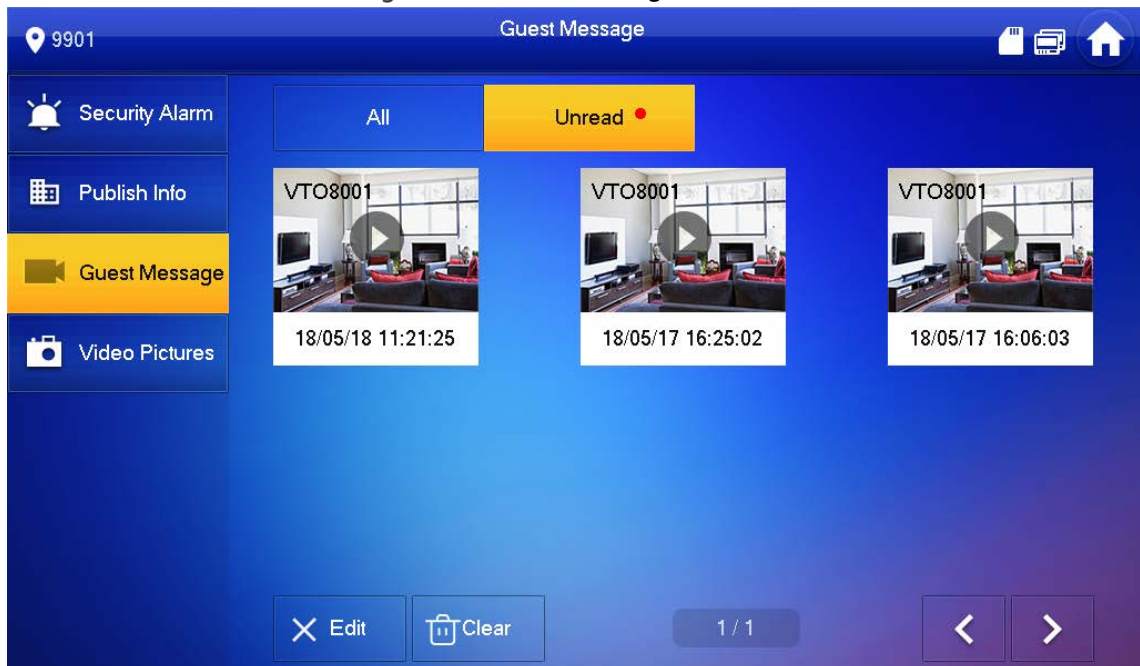 Guest Message
9901
Security Alarm
Publish Info
Guest Message
Video Pictures
All
Unread
VTO8001
VTO8001
VTO8001
18/05/18 11:21:25
18/05/17 16:25:02
18/05/17 16:06:03
Edit
Clear
1 / 1